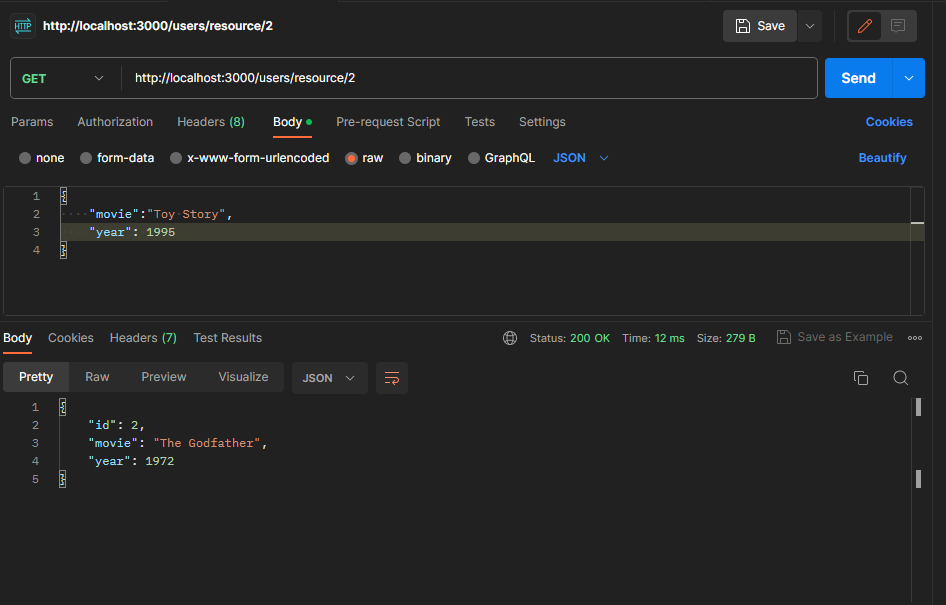 HTTP http://localhost:3000/users/resource/2 Save
GET http://localhost:3000/users/resource/2 Send
Params Authorization Headers (8) Body Pre-request Script Tests Settings Cookies
none form-data x-www-form-urlencoded raw binary GraphQL JSON Beautify
1 {
2 ····"movie":"Toy·Story",
3 ····"year": 1995
4 }
Body Cookies Headers (7) Test Results Status: 200 OK Time: 12 ms Size: 279 B Save as Example
Pretty Raw Preview Visualize JSON
1 {
2 "id": 2,
3 "movie": "The Godfather",
4 "year": 1972
5 }